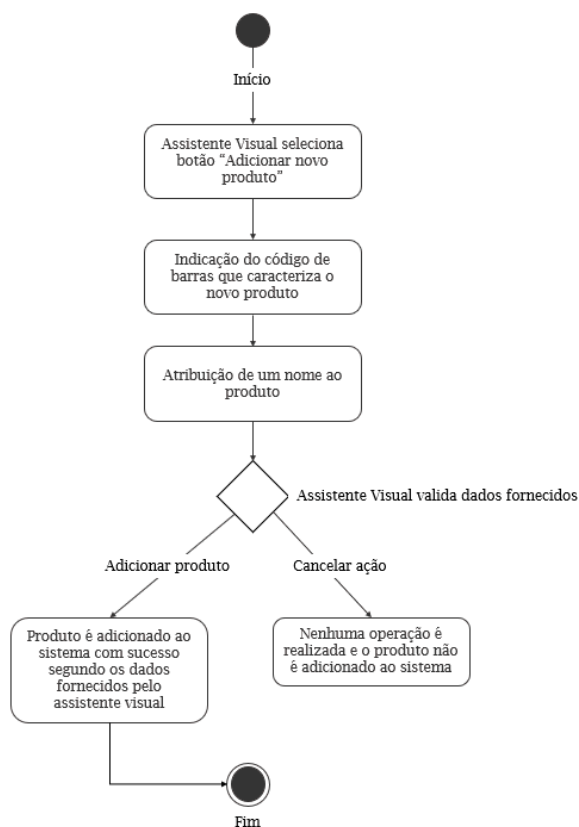 Início
Assistente Visual seleciona
botão “Adicionar novo
produto”
Indicação do código de
barras que caracteriza o
novo produto
Atribuição de um nome ao
produto
Assistente Visual valida dados fornecidos
Adicionar produto
Cancelar ação
Produto é adicionado ao
sistema com sucesso
segundo os dados
fornecidos pelo
assistente visual
Nenhuma operação é
realizada e o produto não
é adicionado ao sistema
Fim